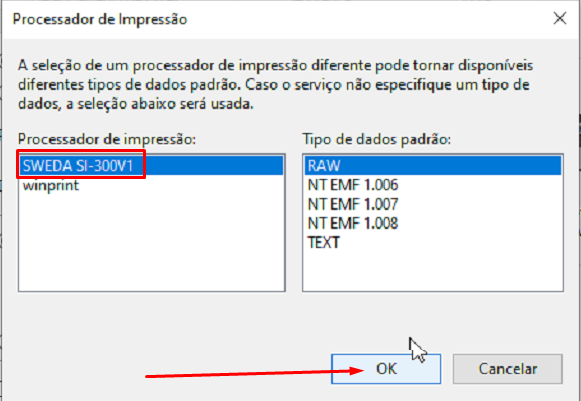 Processador de Impressão
A seleção de um processador de impressão diferente pode tornar disponíveis
diferentes tipos de dados padrão. Caso o serviço não especifique um tipo de
dados, a seleção abaixo será usada.
Processador de impressão:
SWEDA SI-300V1
winprint
Tipo de dados padrão:
RAW
NT EMF 1.006
NT EMF 1.007
NT EMF 1.008
TEXT
OK
Cancelar